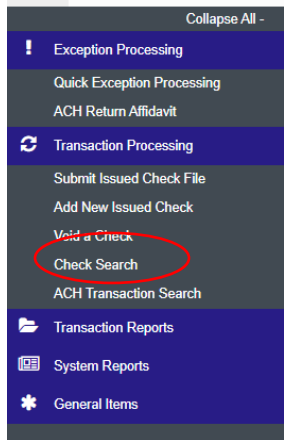 Collapse All -
Exception Processing
Quick Exception Processing
ACH Return Affidavit
Transaction Processing
Submit Issued Check File
Add New Issued Check
Void a Check
Check Search
ACH Transaction Search
Transaction Reports
System Reports
General Items